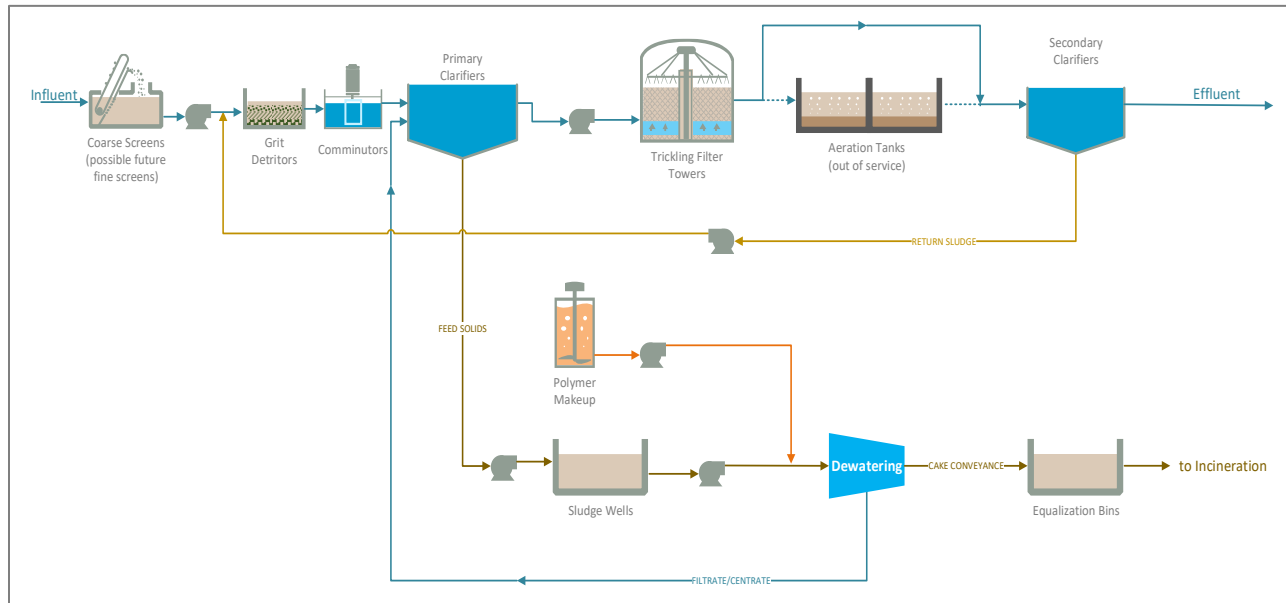 Influent
Coarse Screens
(possible future
fine screens)
Grit
Detritors
Comminutors
Primary
Clarifiers
Trickling Filter
Towers
Aeration Tanks
(out of service)
Secondary
Clarifiers
Effluent
RETURN SLUDGE
FEED SOLIDS
Polymer
Makeup
Sludge Wells
Dewatering
CAKE CONVEYANCE
Equalization Bins
to Incineration
FILTRATE/CENTRATE